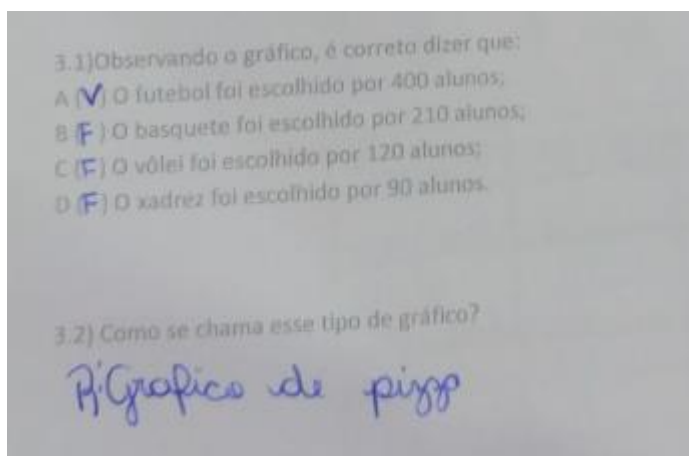 3.1)Observando o gráfico, é correto dizer que:
A (V) O futebol foi escolhido por 400 alunos;
B (F) O basquete foi escolhido por 210 alunos;
C (F) O vôlei foi escolhido por 120 alunos;
D (F) O xadrez foi escolhido por 90 alunos.
3.2) Como se chama esse tipo de gráfico?
R: Grafico de pizza